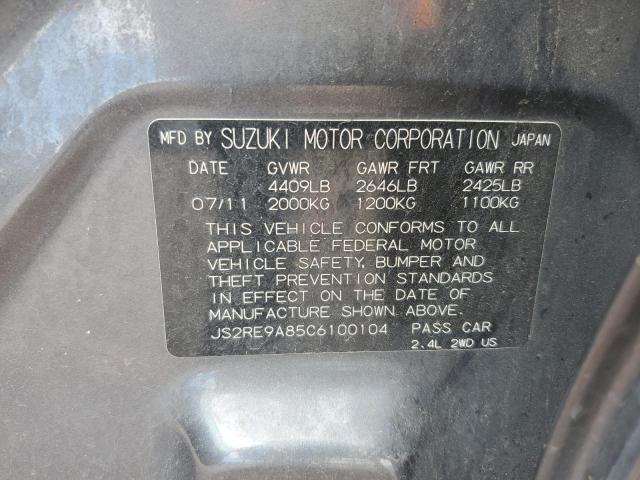 MFD BY SUZUKI MOTOR CORPORATION JAPAN
DATE GVWR GAWR FRT GAWR RR
4409LB 2646LB 2425LB
07/11 2000KG 1200KG 1100KG
THIS VEHICLE CONFORMS TO ALL
APPLICABLE FEDERAL MOTOR
VEHICLE SAFETY, BUMPER AND
THEFT PREVENTION STANDARDS
IN EFFECT ON THE DATE OF
MANUFACTURE SHOWN ABOVE.
JS2RE9A85C6100104 PASS CAR
2.4L 2WD US